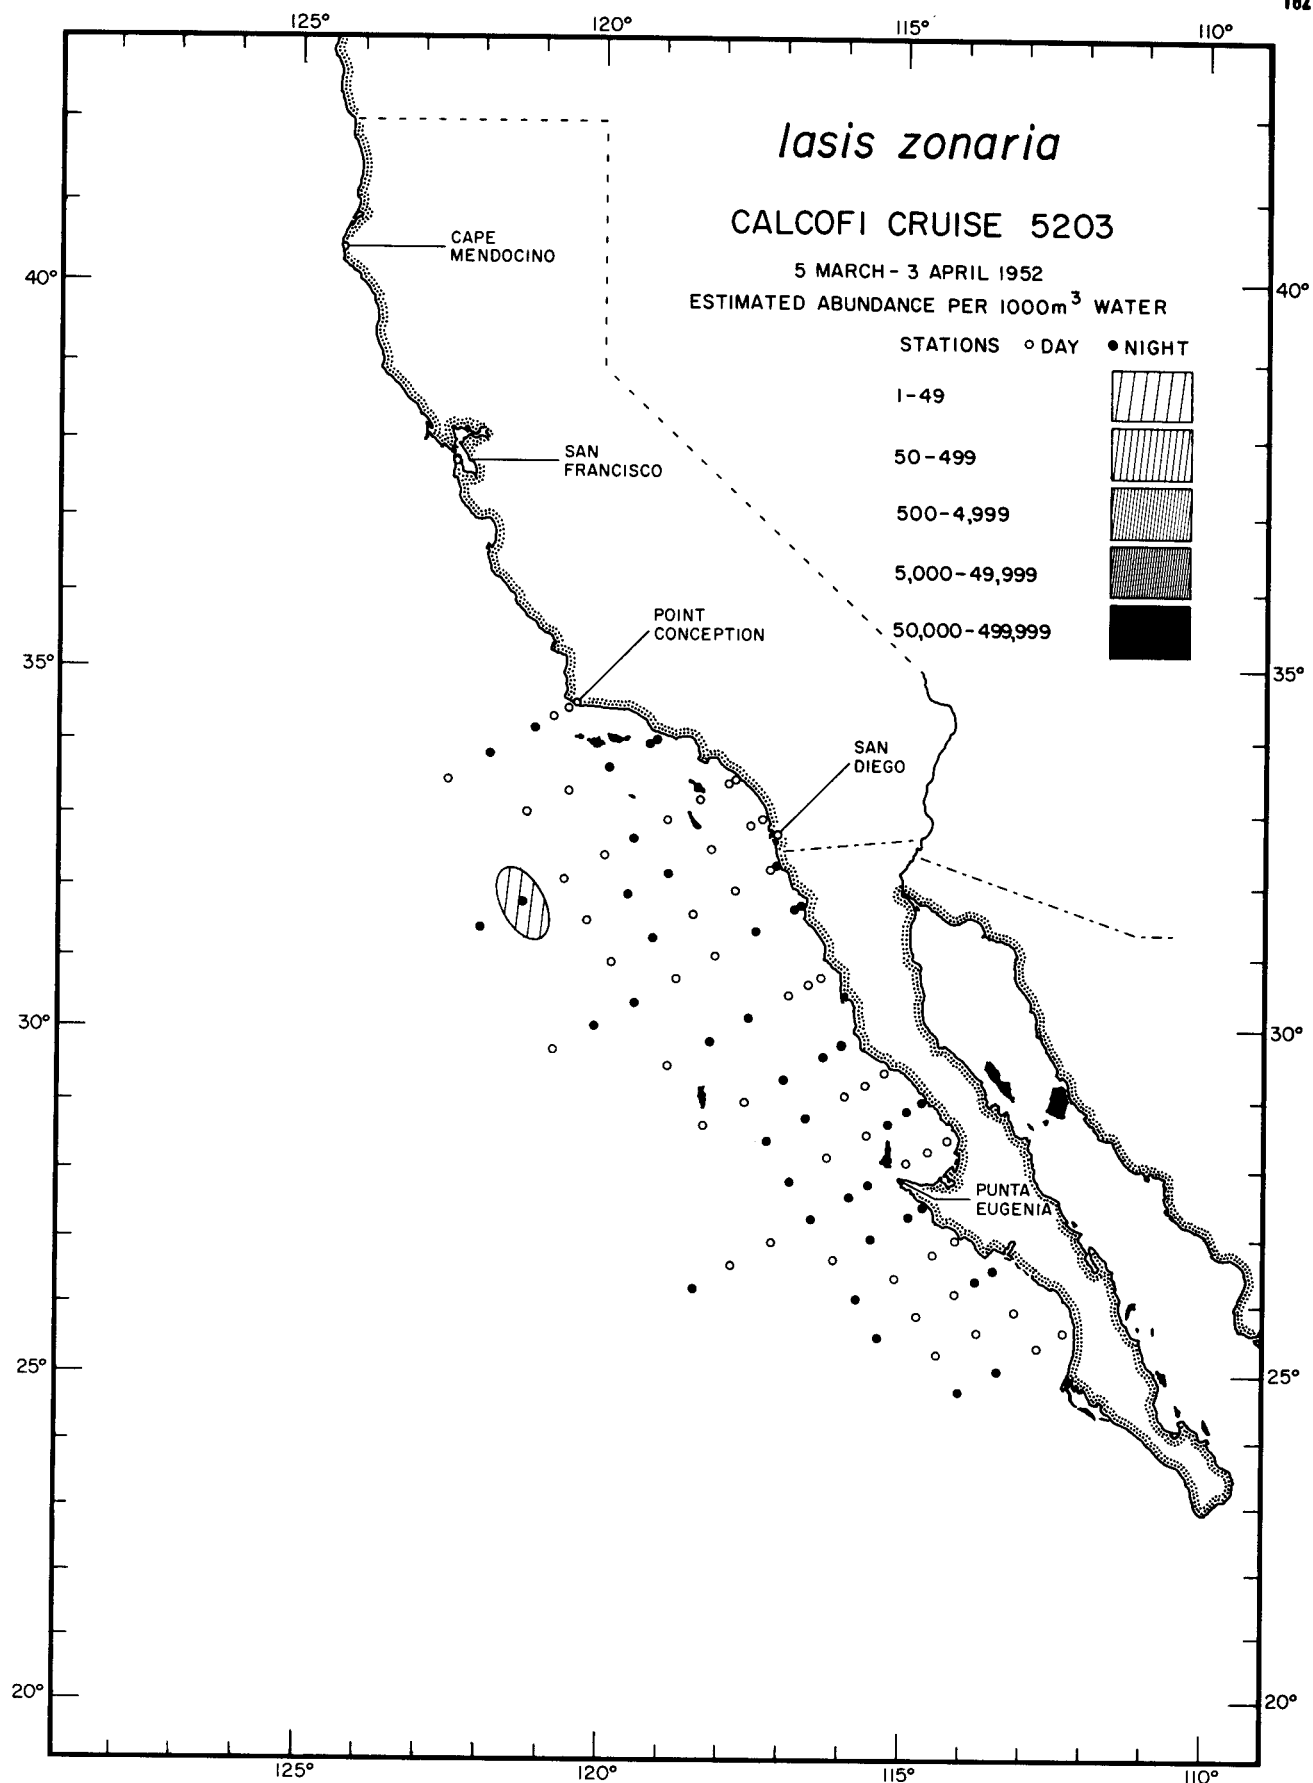 125° 120° 115° 110°
Iasis zonaria
CALCOFI CRUISE 5203
5 MARCH - 3 APRIL 1952
ESTIMATED ABUNDANCE PER 1000m³ WATER
STATIONS ○ DAY ● NIGHT
1-49
50-499
500-4,999
5,000-49,999
50,000-499,999
CAPE
MENDOCINO
40° 40°
SAN
FRANCISCO
POINT
CONCEPTION
35° 35°
SAN
DIEGO
30° 30°
PUNTA
EUGENIA
25° 25°
20° 20°
125° 120° 115° 110°